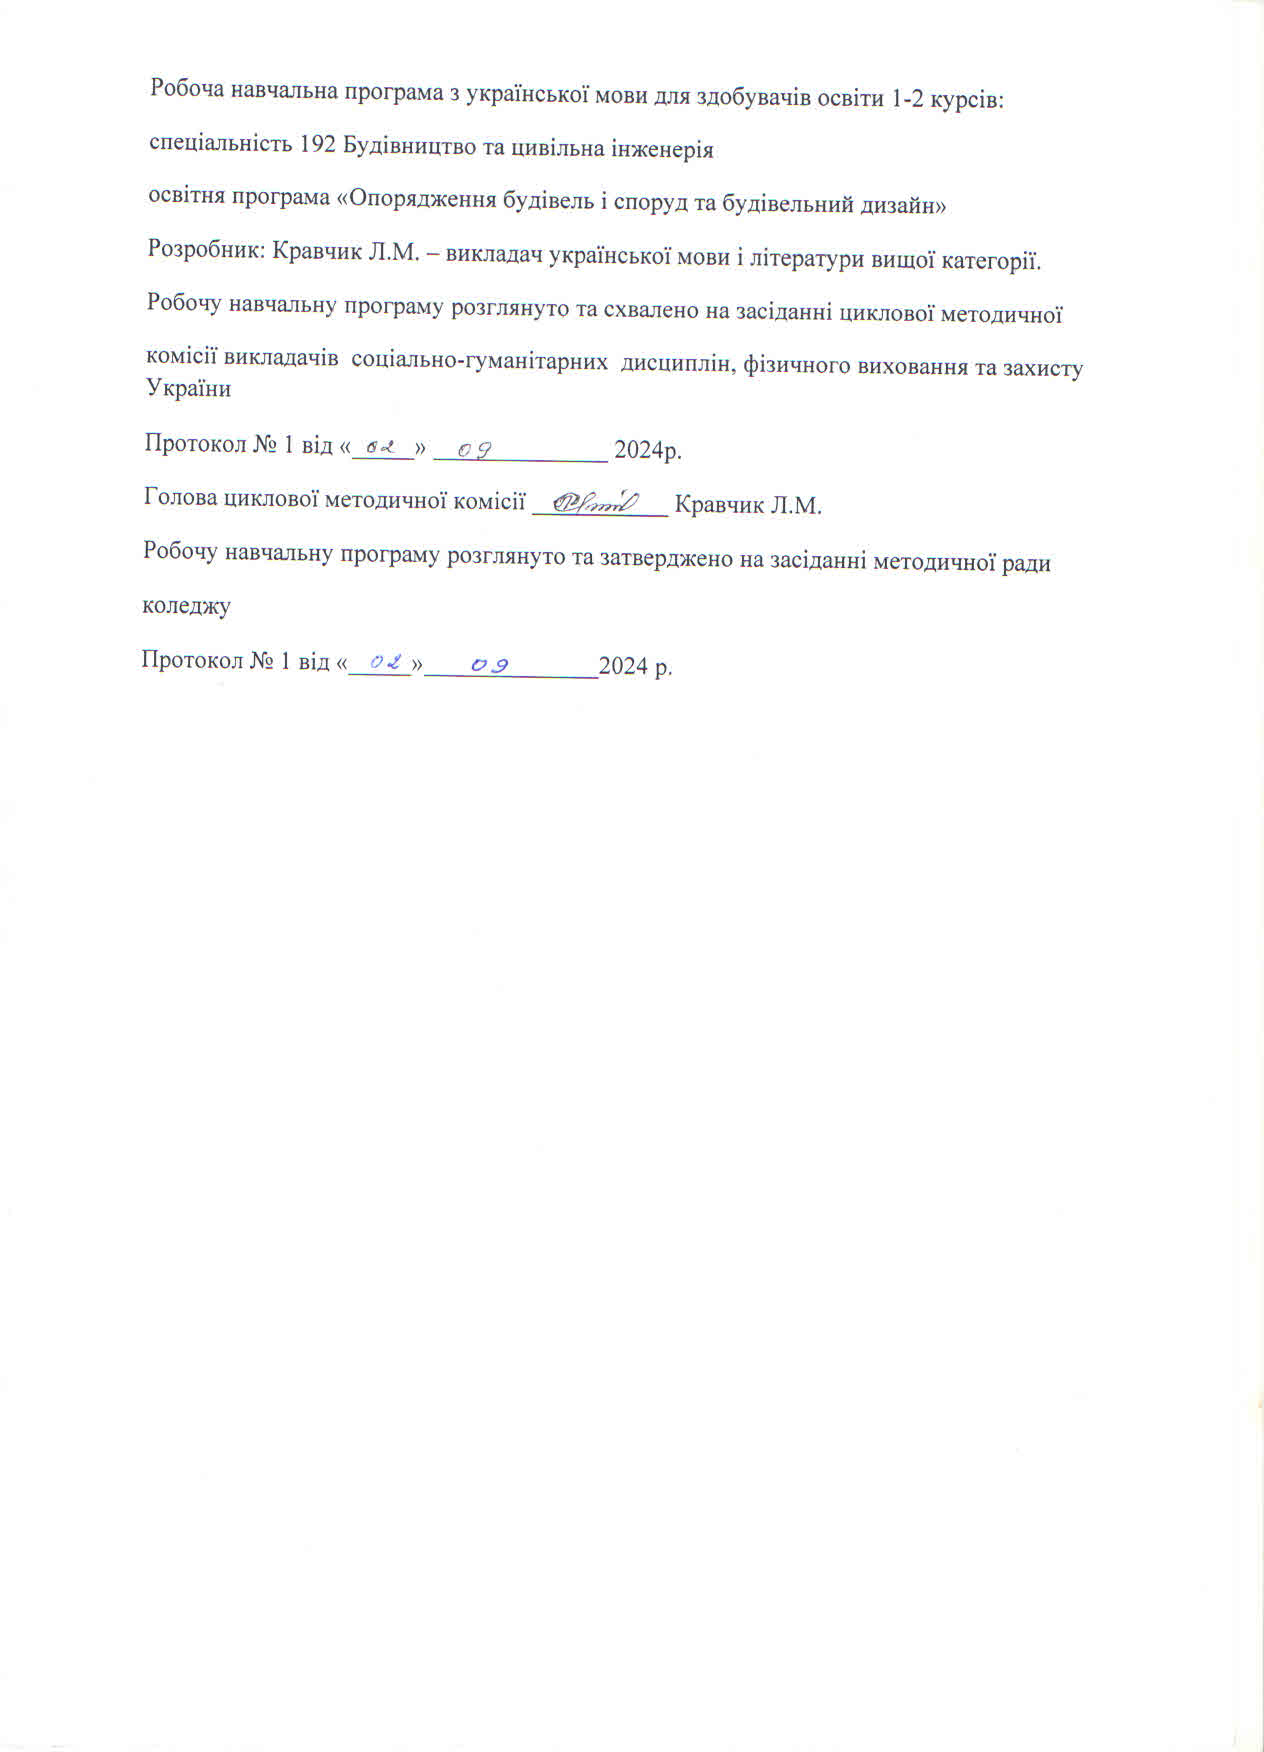 Робоча навчальна програма з української мови для здобувачів освіти 1-2 курсів:
спеціальність 192 Будівництво та цивільна інженерія
освітня програма «Опорядження будівель і споруд та будівельний дизайн»
Розробник: Кравчик Л.М. – викладач української мови і літератури вищої категорії.
Робочу навчальну програму розглянуто та схвалено на засіданні циклової методичної
комісії викладачів соціально-гуманітарних дисциплін, фізичного виховання та захисту
України
Протокол № 1 від «02» 09 2024р.
Голова циклової методичної комісії Кравчик Л.М.
Робочу навчальну програму розглянуто та затверджено на засіданні методичної ради
коледжу
Протокол № 1 від «02» 09 2024 р.